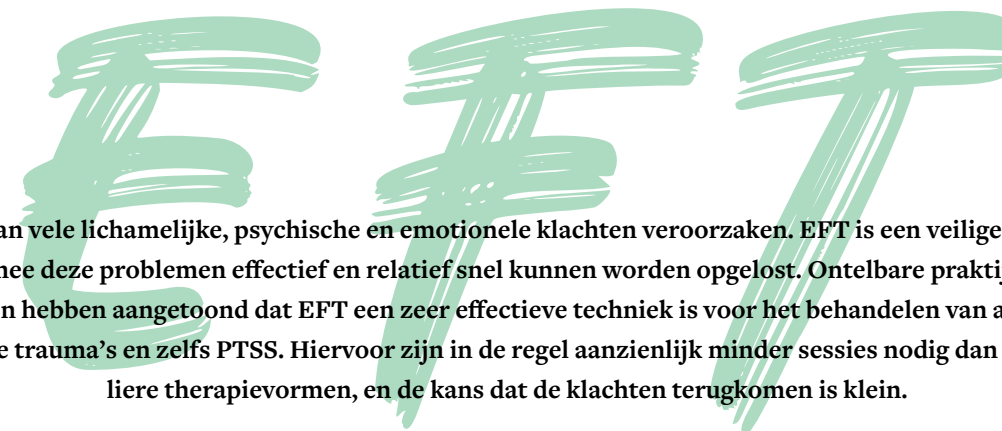 EFT
an vele lichamelijke, psychische en emotionele klachten veroorzaken. EFT is een veilige
nee deze problemen effectief en relatief snel kunnen worden opgelost. Ontelbare praktij
n hebben aangetoond dat EFT een zeer effectieve techniek is voor het behandelen van a
e trauma's en zelfs PTSS. Hiervoor zijn in de regel aanzienlijk minder sessies nodig dan
liere therapievormen, en de kans dat de klachten terugkomen is klein.